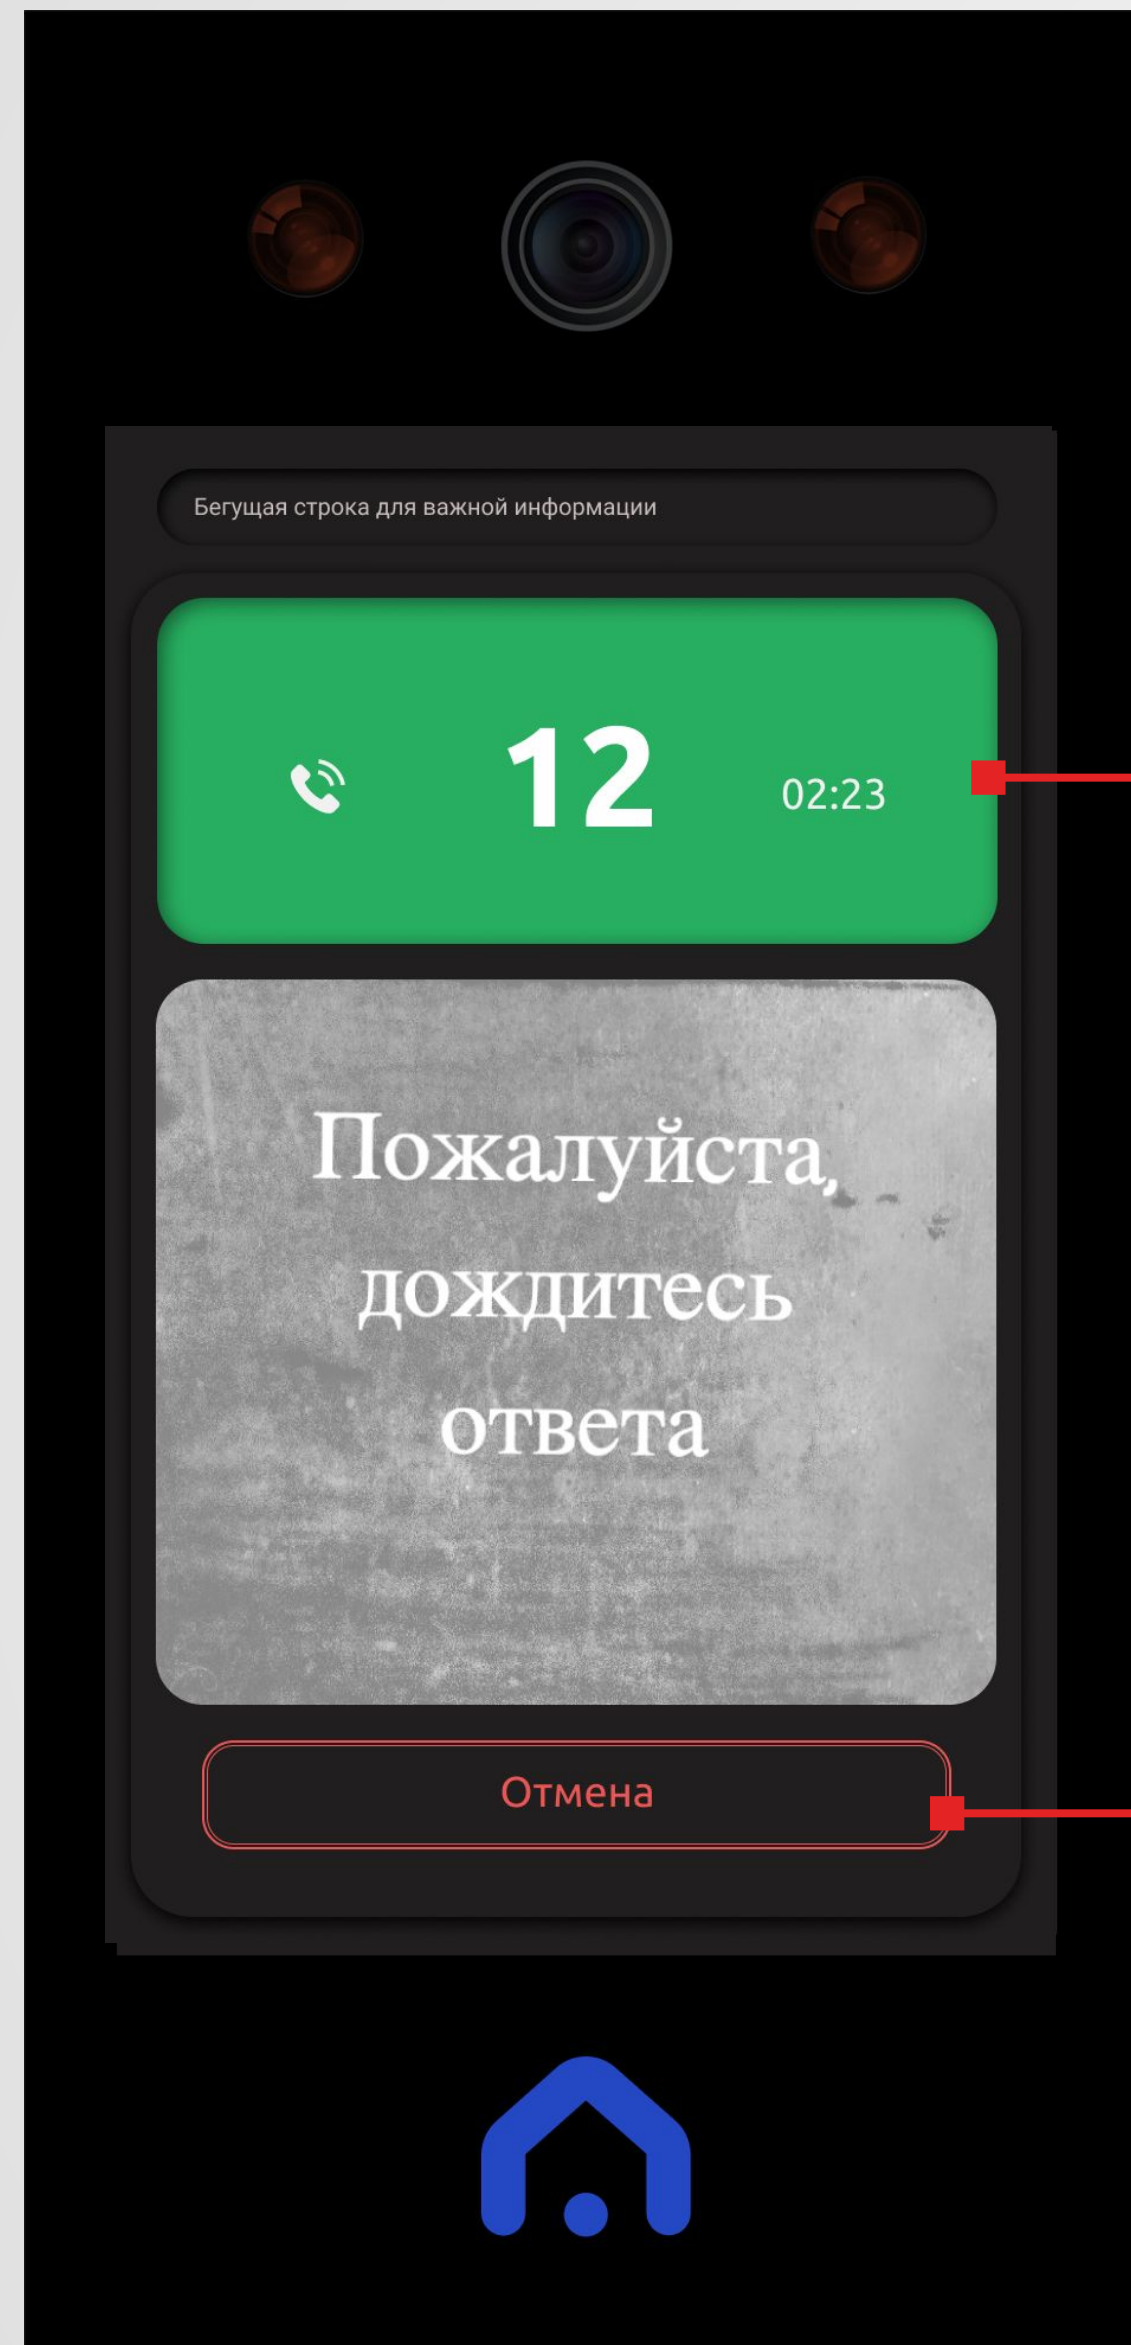 Бегущая строка для важной информации
12
02:23
Пожалуйста,
дождитесь
ответа
Отмена